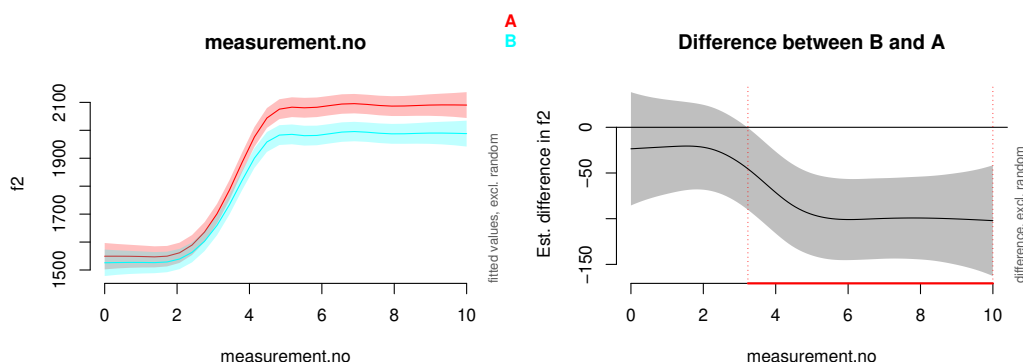 A
B
measurement.no
f2
1500 1700 1900 2100
0 2 4 6 8 10
measurement.no
fitted values, excl. random
Difference between B and A
Est. difference in f2
−150 −50 0
0 2 4 6 8 10
measurement.no
difference, excl. random